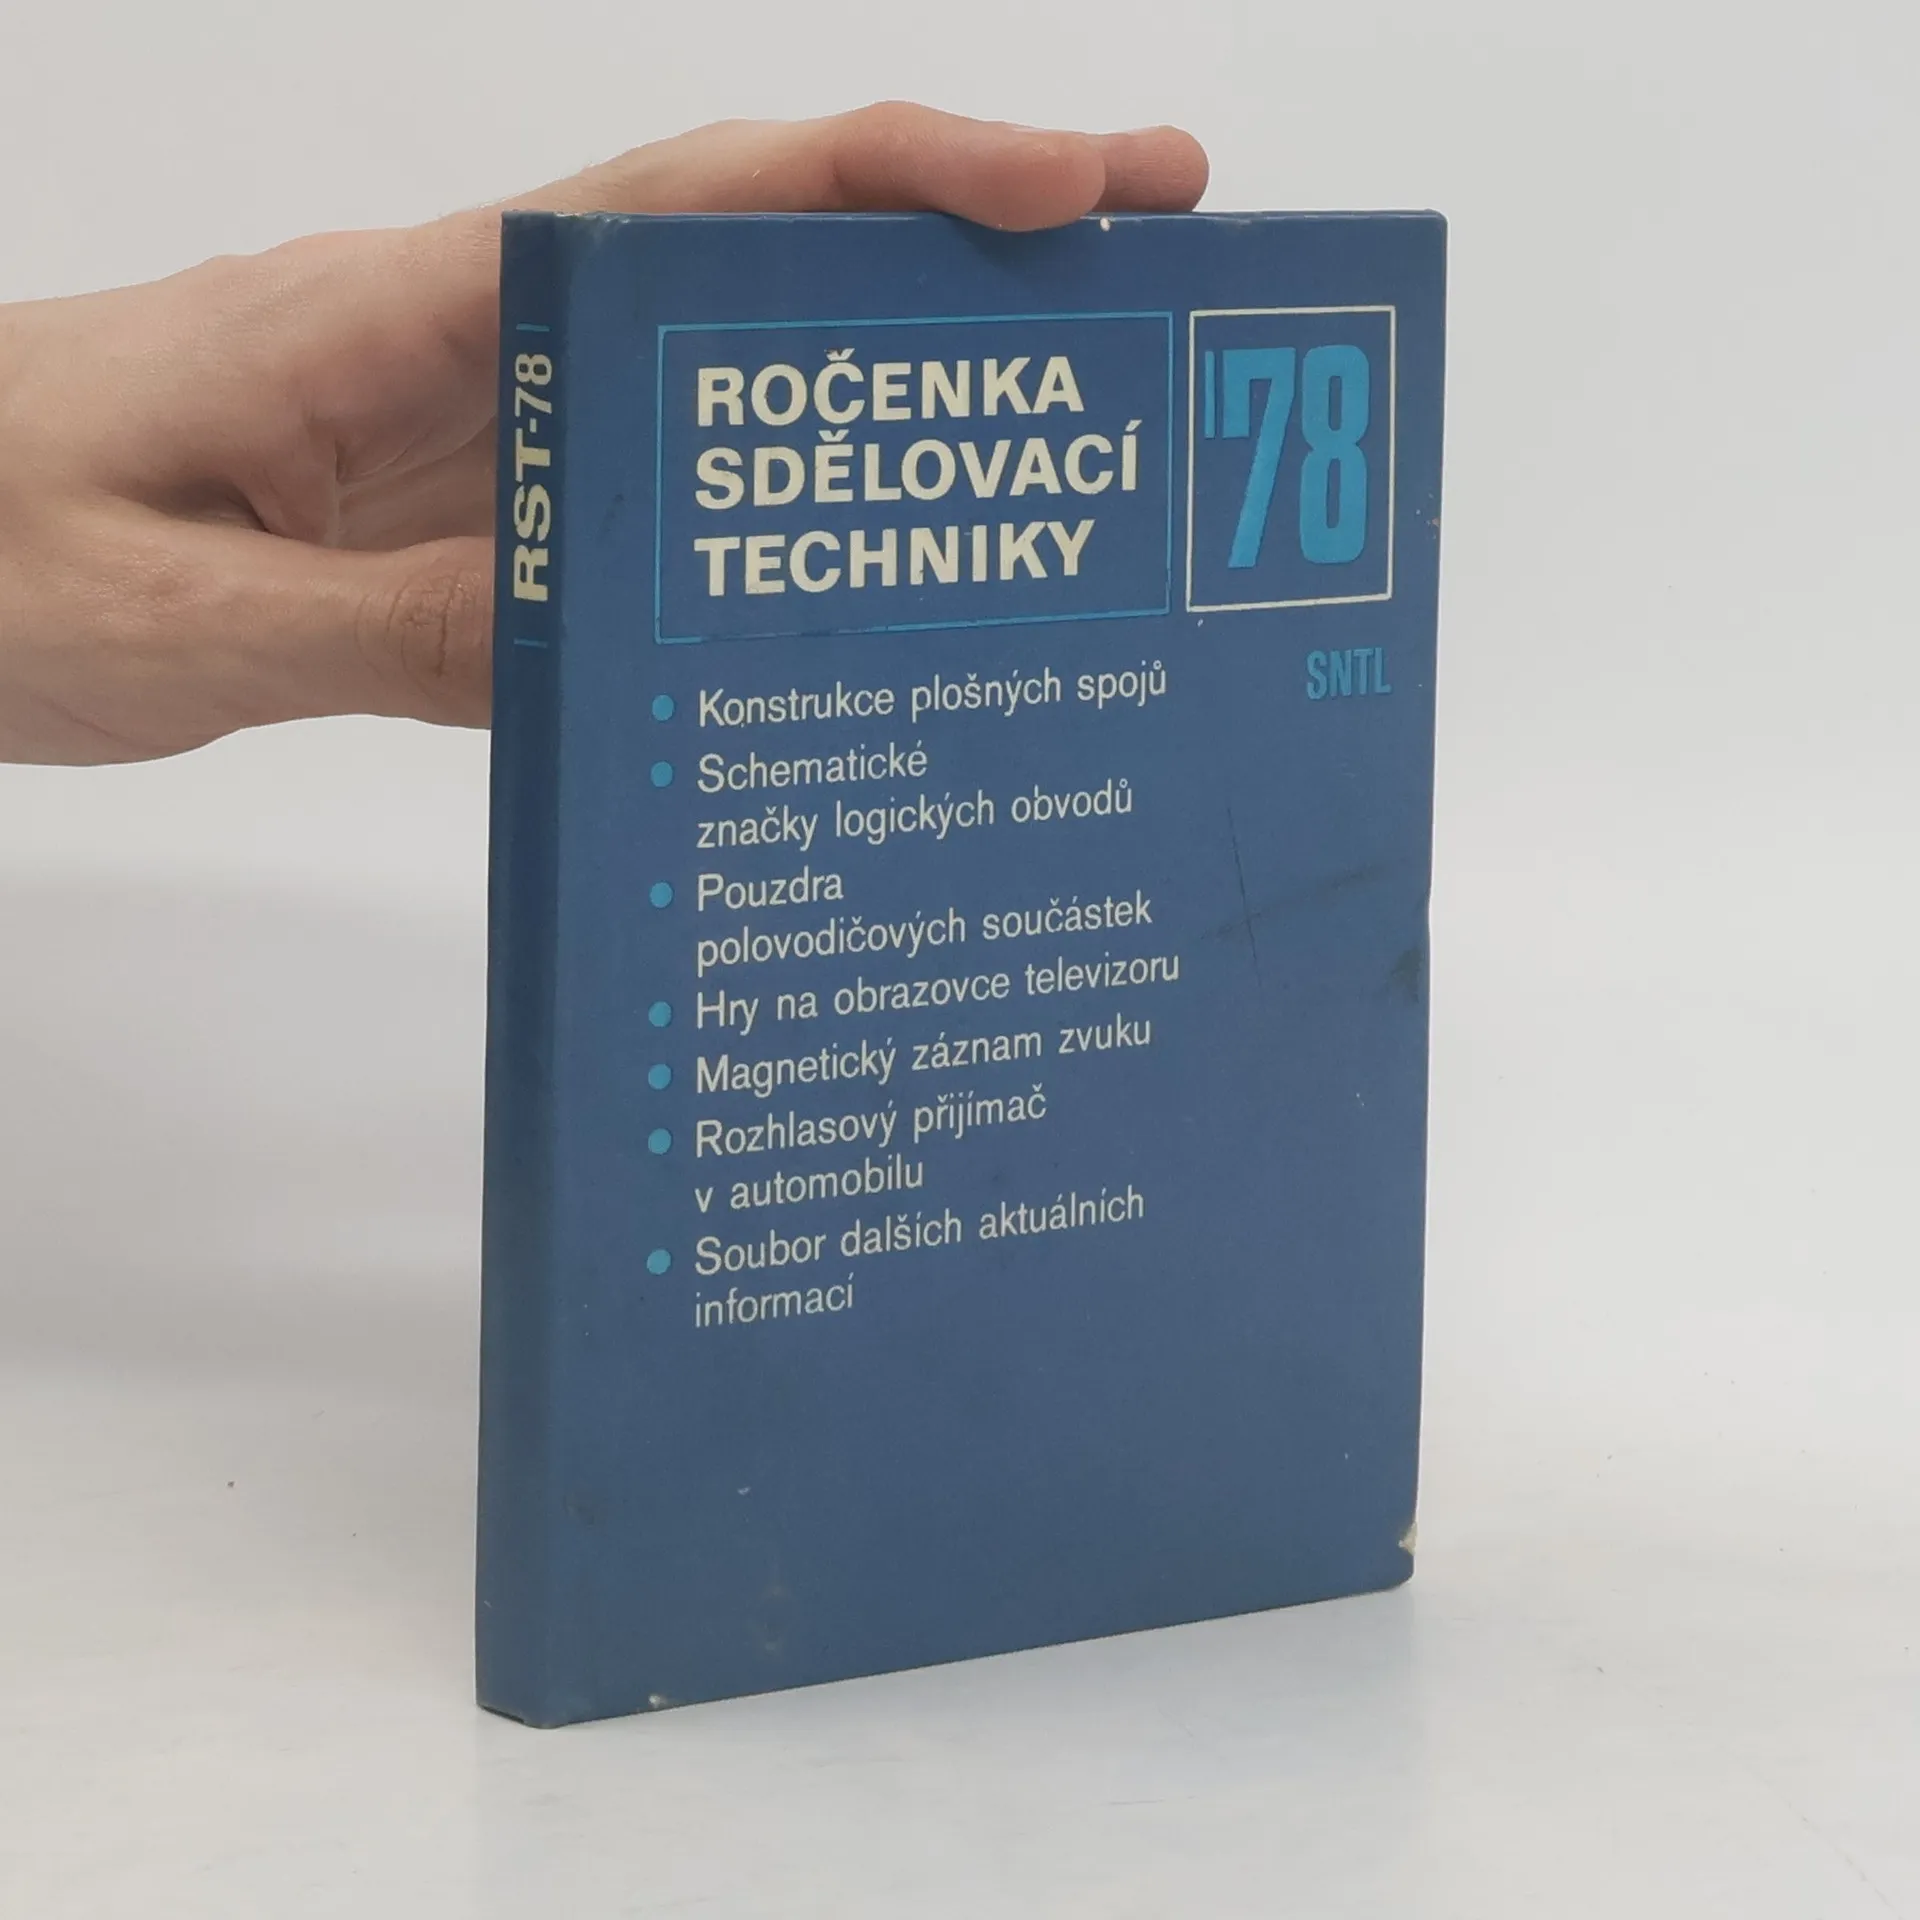 RST-78
ROČENKA
SDĚLOVACÍ
TECHNIKY
'78
SNTL
• Konstrukce plošných spojů
• Schematické
značky logických obvodů
• Pouzdra
polovodičových součástek
• Hry na obrazovce televizoru
• Magnetický záznam zvuku
• Rozhlasový přijímač
v automobilu
• Soubor dalších aktuálních
informací